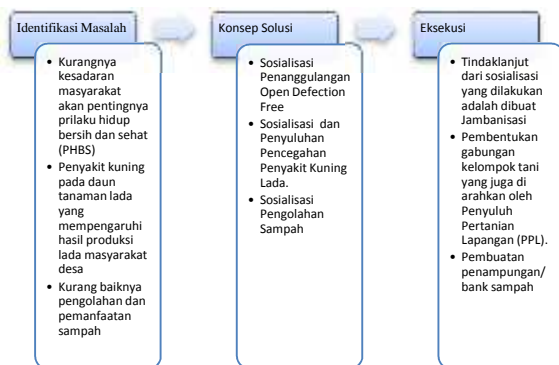 Identifikasi Masalah
• Kurangnya
kesadaran
masyarakat
akan pentingnya
prilaku hidup
bersih dan sehat
(PHBS)
• Penyakit kuning
pada daun
tanaman lada
yang
mempengaruhi
hasil produksi
lada masyarakat
desa
• Kurang baiknya
pengolahan dan
pemanfaatan
sampah
Konsep Solusi
• Sosialisasi
Penanggulangan
Open Defection
Free
• Sosialisasi dan
Penyuluhan
Pencegahan
Penyakit Kuning
Lada.
• Sosialisasi
Pengolahan
Sampah
Eksekusi
• Tindaklanjut
dari sosialisasi
yang dilakukan
adalah dibuat
Jambanisasi
• Pembentukan
gabungan
kelompok tani
yang juga di
arahkan oleh
Penyuluh
Pertanian
Lapangan (PPL).
• Pembuatan
penampungan/
bank sampah